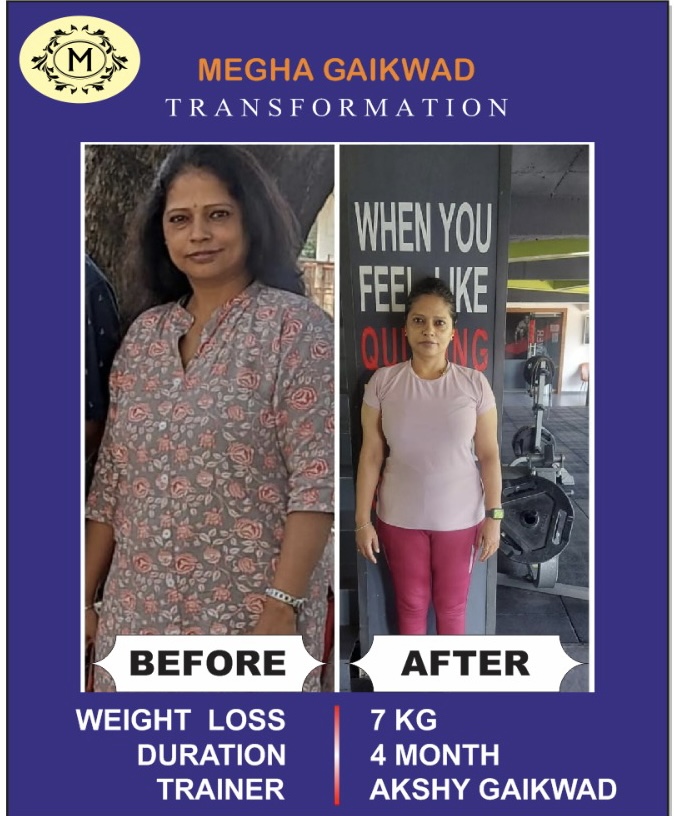 M
MEGHA GAIKWAD
TRANSFORMATION
WHEN YOU
FEEL LIKE
BEFORE
AFTER
WEIGHT LOSS 7 KG
DURATION 4 MONTH
TRAINER AKSHY GAIKWAD